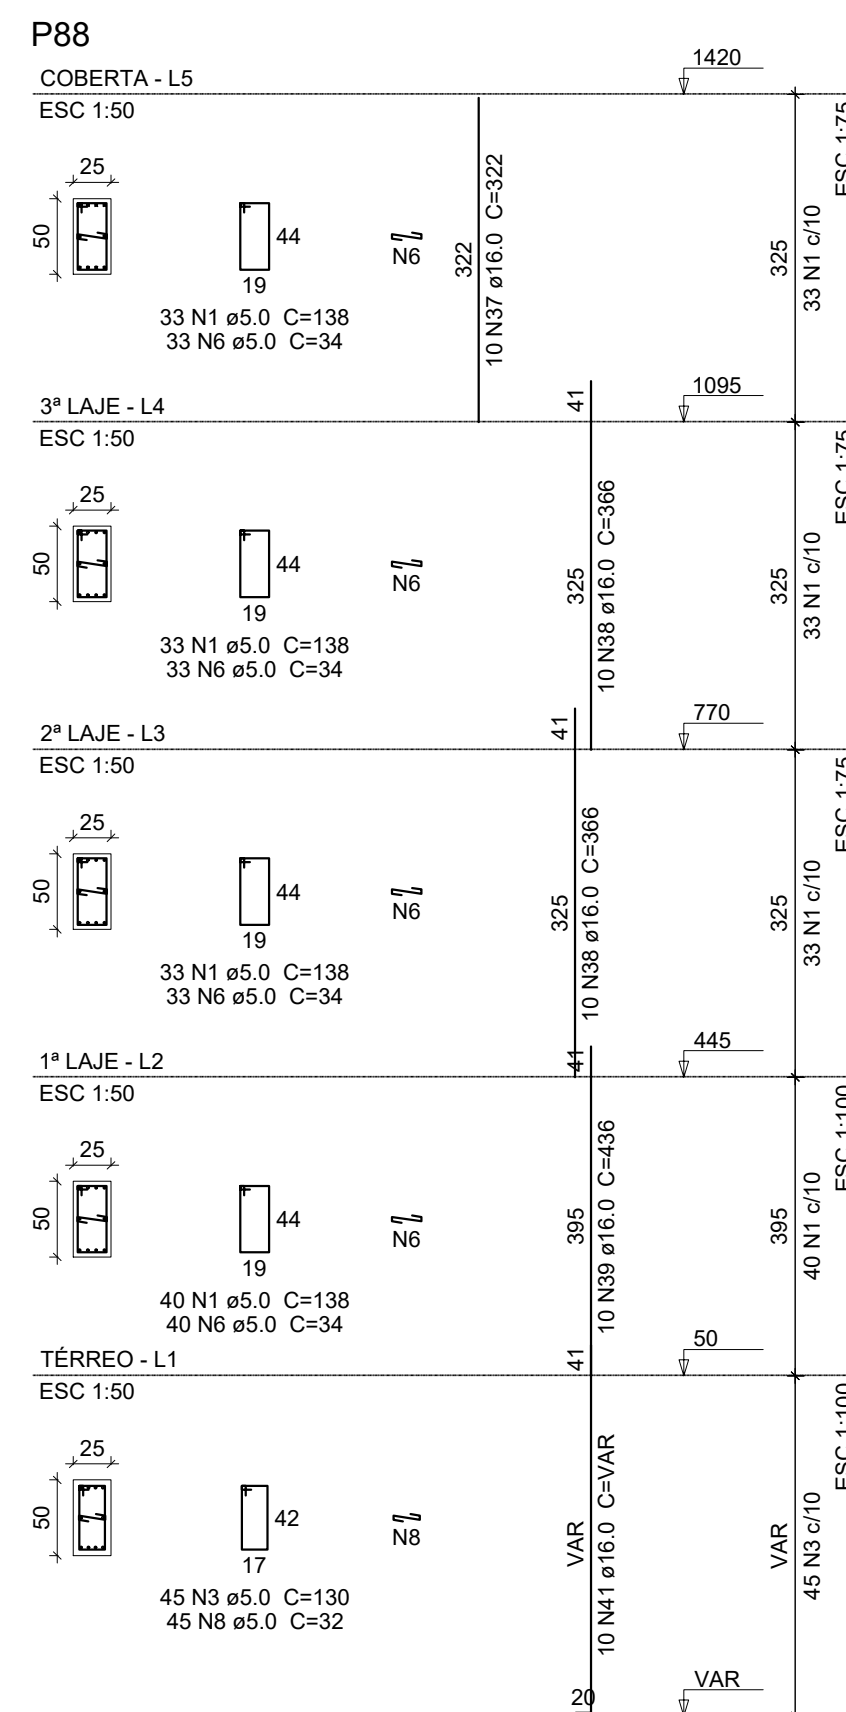 P88
COBERTA - L5
1420
ESC 1:50
ESC 1:75
25
50
44
19
N6
33 N1 ø5.0 C=138
33 N6 ø5.0 C=34
322
10 N37 ø16.0 C=322
325
33 N1 c/10
3ª LAJE - L4
41
1095
ESC 1:50
ESC 1:75
25
50
44
19
N6
33 N1 ø5.0 C=138
33 N6 ø5.0 C=34
325
10 N38 ø16.0 C=366
325
33 N1 c/10
2ª LAJE - L3
41
770
ESC 1:50
ESC 1:75
25
50
44
19
N6
33 N1 ø5.0 C=138
33 N6 ø5.0 C=34
325
10 N38 ø16.0 C=366
325
33 N1 c/10
1ª LAJE - L2
41
445
ESC 1:50
ESC 1:100
25
50
44
19
N6
40 N1 ø5.0 C=138
40 N6 ø5.0 C=34
395
10 N39 ø16.0 C=436
395
40 N1 c/10
TÉRREO - L1
41
50
ESC 1:50
ESC 1:100
25
50
42
17
N8
45 N3 ø5.0 C=130
45 N8 ø5.0 C=32
VAR
10 N41 ø16.0 C=VAR
VAR
45 N3 c/10
20
VAR